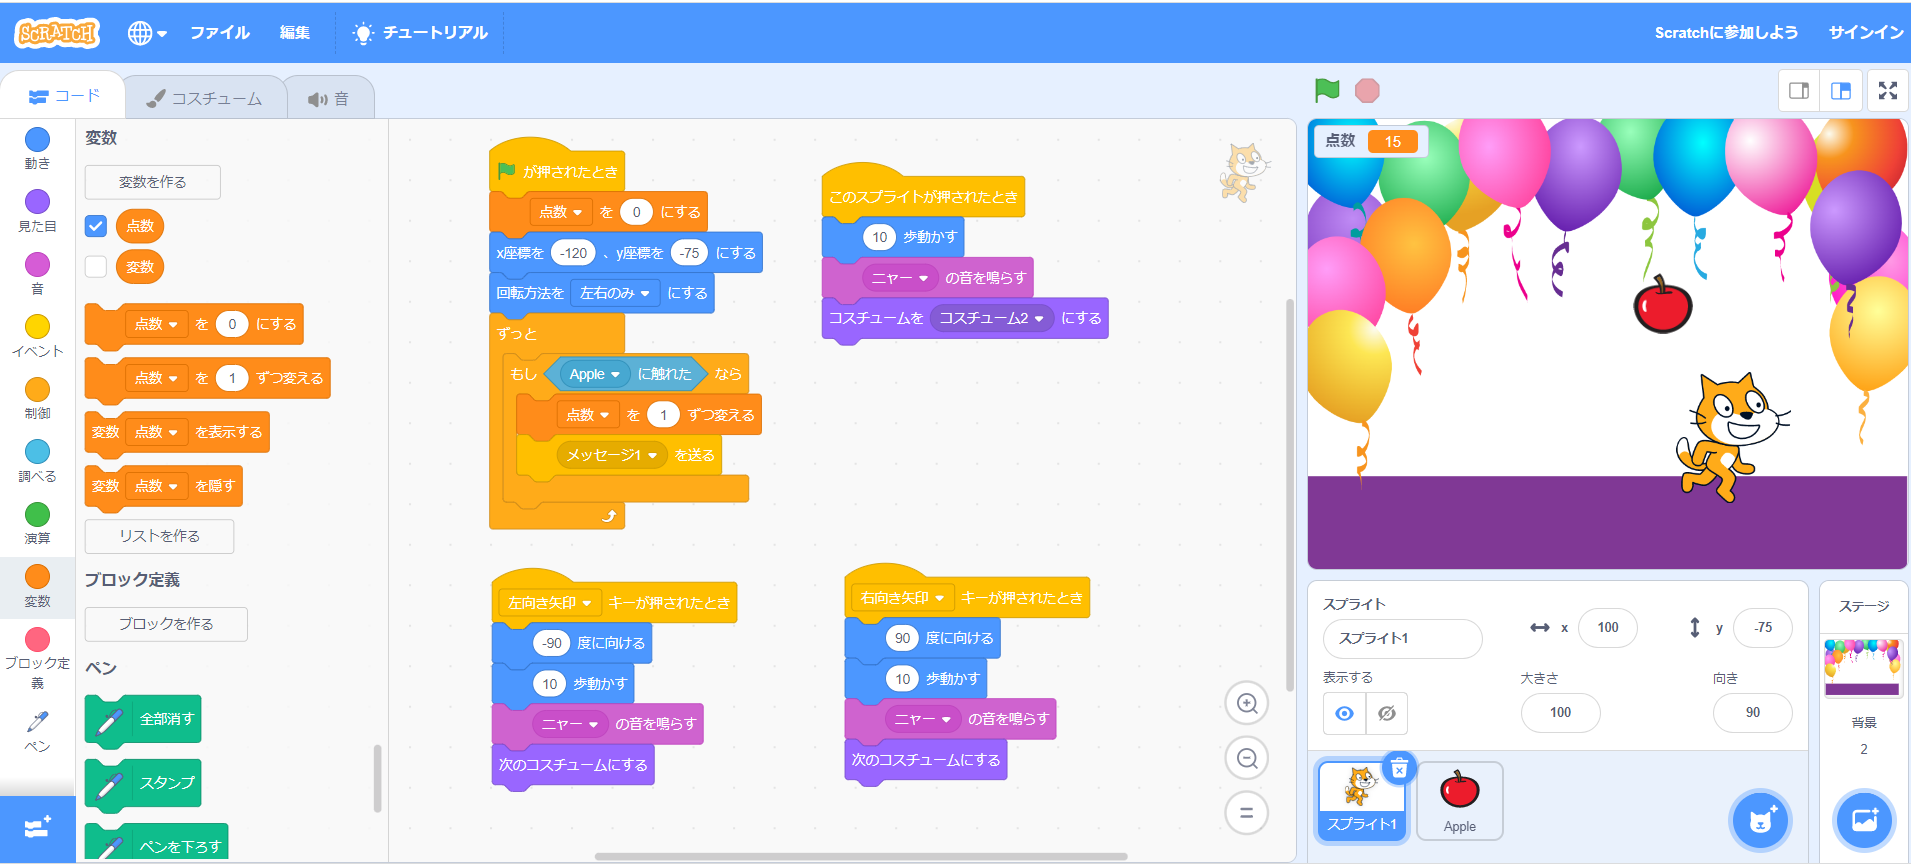 SCRATCH
ファイル
編集
チュートリアル
Scratchに参加しよう
サインイン
コード
コスチューム
音
動き
見た目
音
イベント
制御
調べる
演算
変数
ブロック定
義
ペン
変数
変数を作る
点数
変数
点数 を 0 にする
点数 を 1 ずつ変える
変数 点数 を表示する
変数 点数 を隠す
リストを作る
ブロック定義
ブロックを作る
ペン
全部消す
スタンプ
ペンを下ろす
が押されたとき
点数 を 0 にする
x座標を -120 、y座標を -75 にする
回転方法を 左右のみ にする
ずっと
もし Apple に触れた なら
点数 を 1 ずつ変える
メッセージ1 を送る
このスプライトが押されたとき
10 歩動かす
ニャー の音を鳴らす
コスチュームを コスチューム2 にする
左向き矢印 キーが押されたとき
-90 度に向ける
10 歩動かす
ニャー の音を鳴らす
次のコスチュームにする
右向き矢印 キーが押されたとき
90 度に向ける
10 歩動かす
ニャー の音を鳴らす
次のコスチュームにする
点数 15
スプライト
スプライト1
x 100
y -75
表示する
大きさ
100
向き
90
スプライト1
Apple
ステージ
背景
2